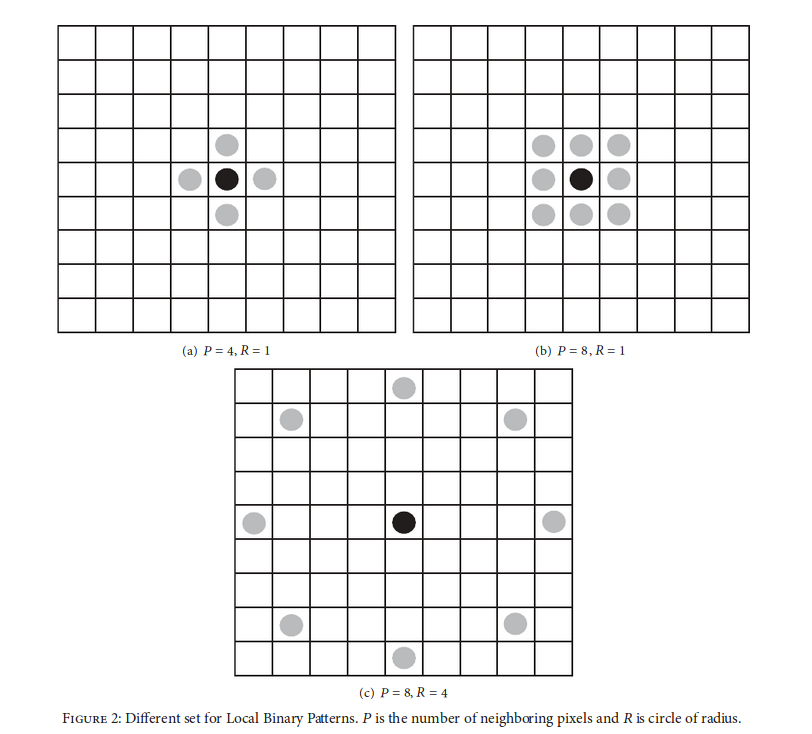 (a) P = 4, R = 1
(b) P = 8, R = 1
(c) P = 8, R = 4
Figure 2: Different set for Local Binary Patterns. P is the number of neighboring pixels and R is circle of radius.